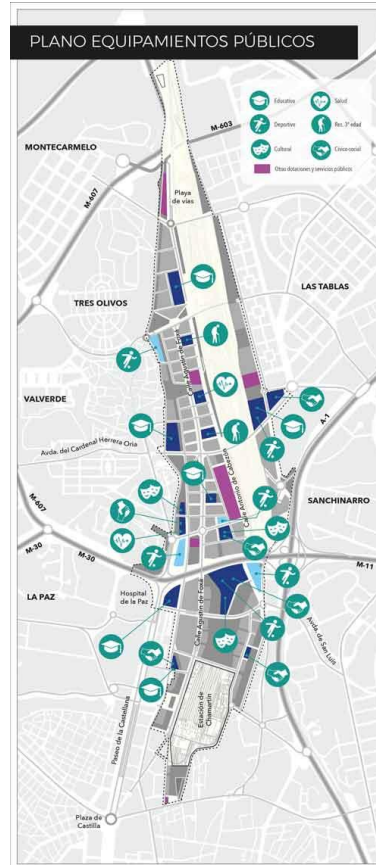 PLANO EQUIPAMIENTOS PÚBLICOS
Educativo
Salud
Deportivo
Res. 3ª edad
Cultural
Cívico-social
Otras dotaciones y servicios públicos
M-603
MONTECARMELO
M-607
Playa
de vías
LAS TABLAS
TRES OLIVOS
VALVERDE
A-1
Avda. del Cardenal Herrera Oria
Calle Antonio de Cabezón
SANCHINARRO
M-607
M-30
M-30
M-11
LA PAZ
Hospital
de la Paz
Calle Agustín de Foxá
Avda. de San Luis
Paseo de la Castellana
Estación de
Chamartín
Plaza de
Castilla